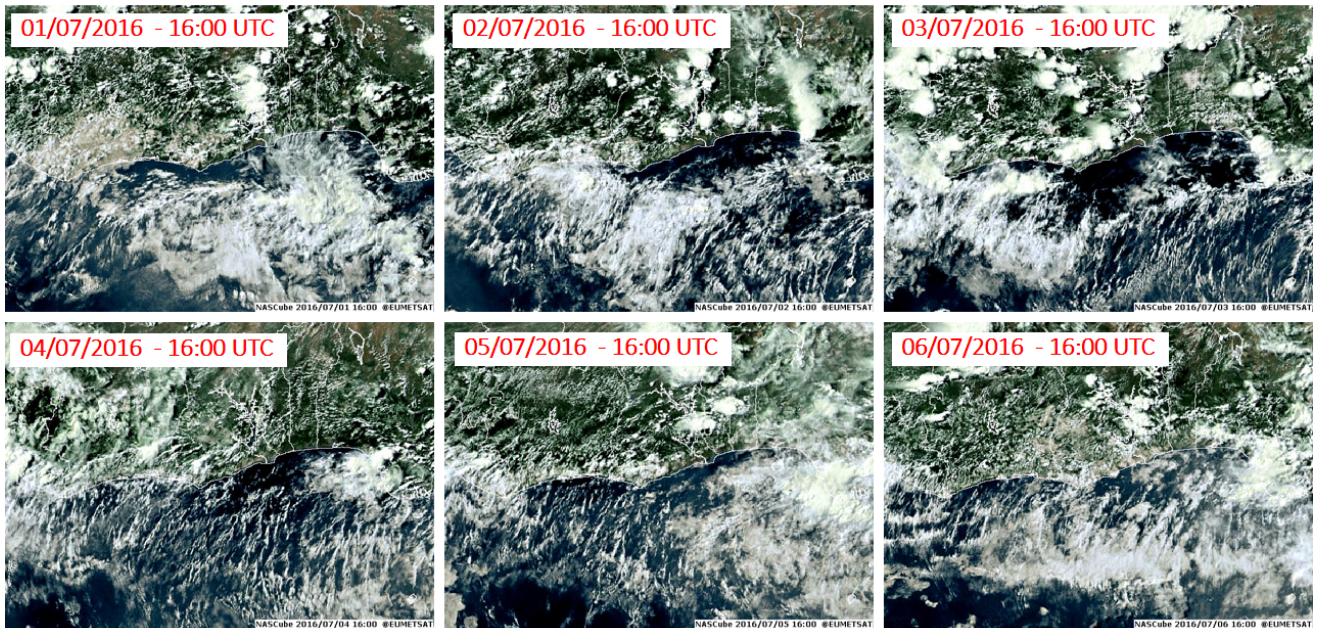 01/07/2016 - 16:00 UTC
02/07/2016 - 16:00 UTC
03/07/2016 - 16:00 UTC
NASCube 2016/07/01 16:00 @EUMETSAT
NASCube 2016/07/02 16:00 @EUMETSAT
NASCube 2016/07/03 16:00 @EUMETSAT
04/07/2016 - 16:00 UTC
05/07/2016 - 16:00 UTC
06/07/2016 - 16:00 UTC
NASCube 2016/07/04 16:00 @EUMETSAT
NASCube 2016/07/05 16:00 @EUMETSAT
NASCube 2016/07/06 16:00 @EUMETSAT